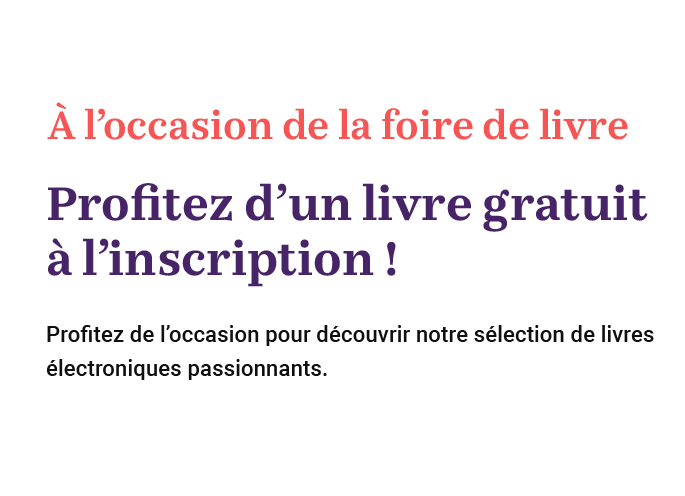 À l’occasion de la foire de livre
Profitez d’un livre gratuit
à l’inscription !
Profitez de l’occasion pour découvrir notre sélection de livres
électroniques passionnants.